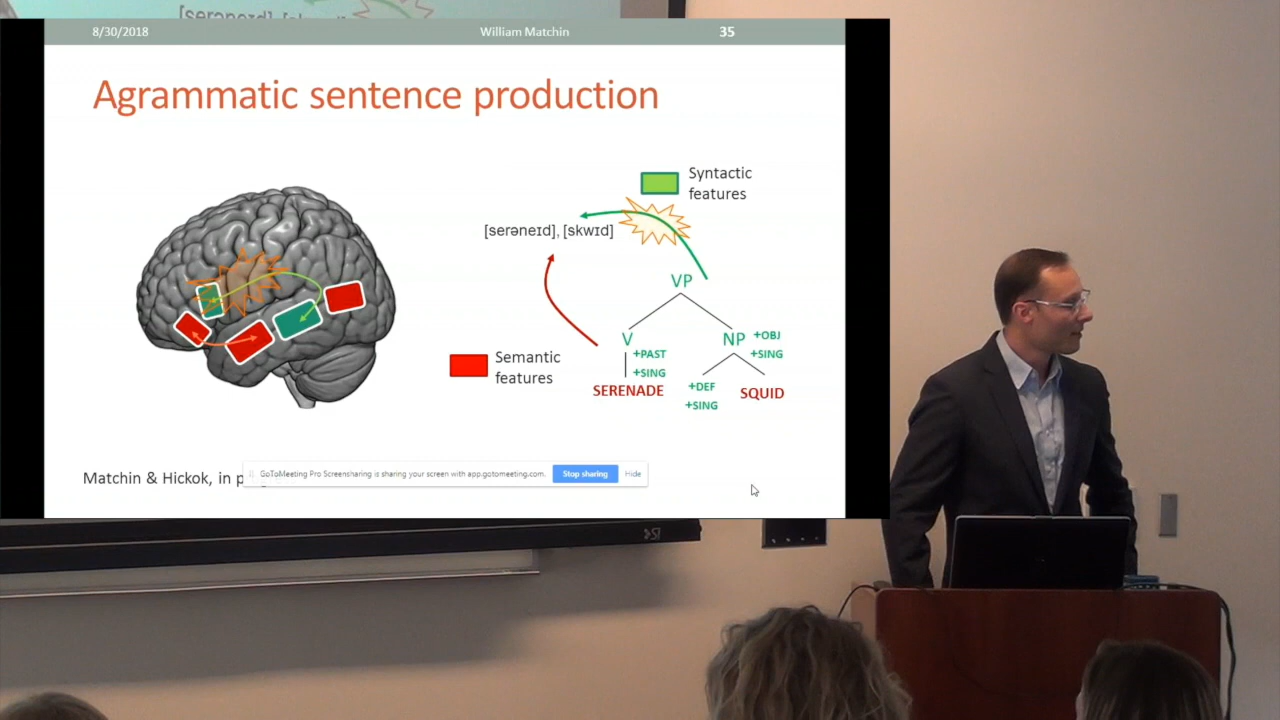 [serəneɪd], [skw
8/30/2018 William Matchin 35
Agrammatic sentence production
Syntactic
features
[serəneɪd], [skwɪd]
VP
V NP +OBJ
+PAST +SING
+SING
Semantic
features
SERENADE +DEF SQUID
+SING
Matchin & Hickok, in p
GoToMeeting Pro Screensharing is sharing your screen with app.gotomeeting.com. Stop sharing Hide